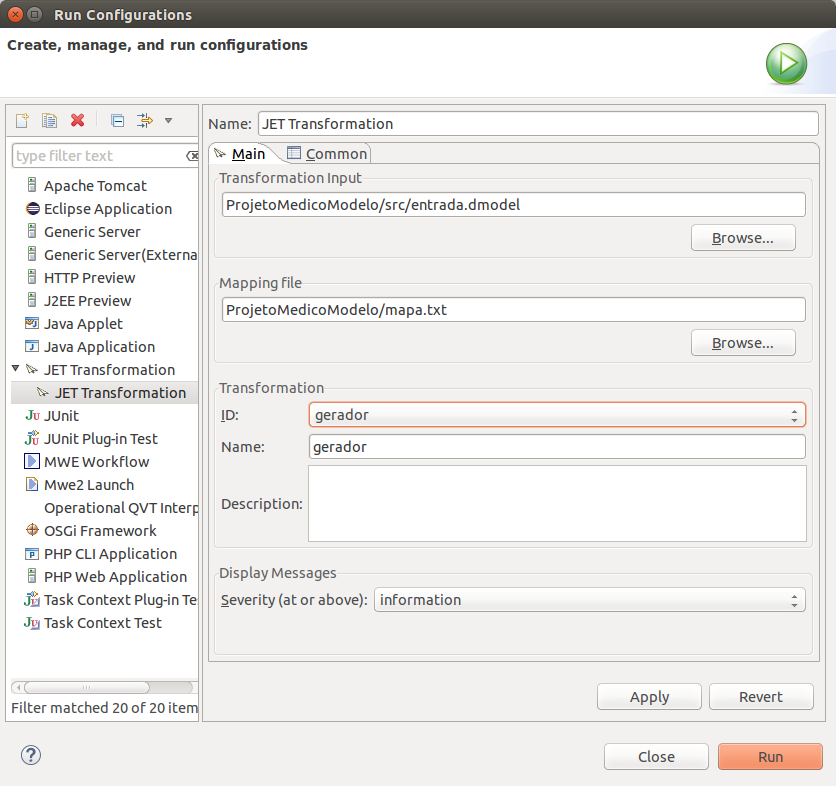 Run Configurations
Create, manage, and run configurations
type filter text
Apache Tomcat
Eclipse Application
Generic Server
Generic Server(Externa
HTTP Preview
J2EE Preview
Java Applet
Java Application
JET Transformation
JET Transformation
JUnit
JUnit Plug-in Test
MWE Workflow
Mwe2 Launch
Operational QVT Interp
OSGi Framework
PHP CLI Application
PHP Web Application
Task Context Plug-in Te
Task Context Test
Filter matched 20 of 20 item
Name: JET Transformation
Main Common
Transformation Input
ProjetoMedicoModelo/src/entrada.dmodel
Browse...
Mapping file
ProjetoMedicoModelo/mapa.txt
Browse...
Transformation
ID: gerador
Name: gerador
Description:
Display Messages
Severity (at or above): information
Apply Revert
Close Run